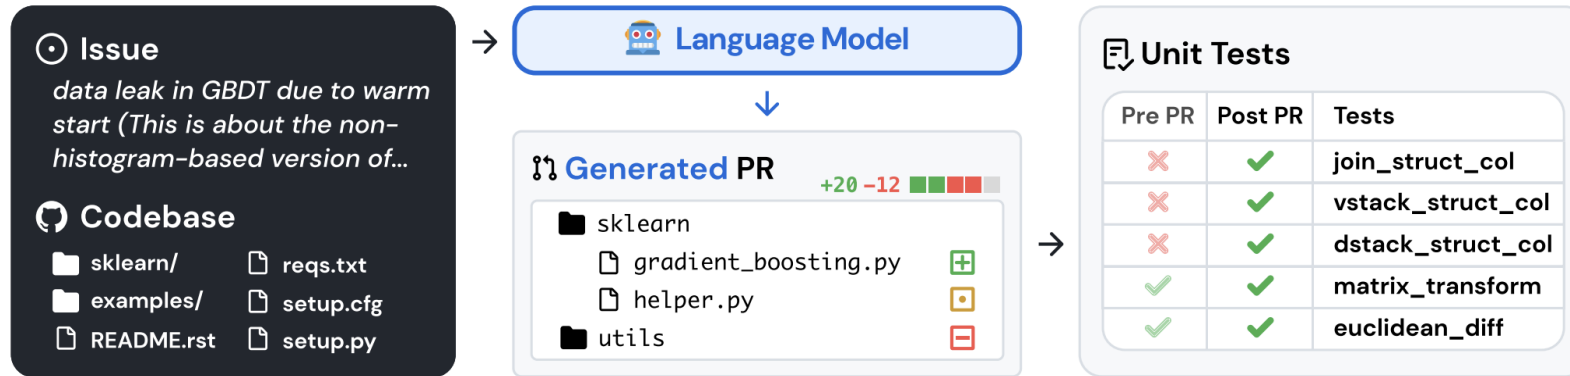 Issue
data leak in GBDT due to warm
start (This is about the non-
histogram-based version of...
Codebase
sklearn/
reqs.txt
examples/
setup.cfg
README.rst
setup.py
Language Model
Generated PR
+20 -12
sklearn
gradient_boosting.py
helper.py
utils
Unit Tests
Pre PR Post PR Tests
join_struct_col
vstack_struct_col
dstack_struct_col
matrix_transform
euclidean_diff